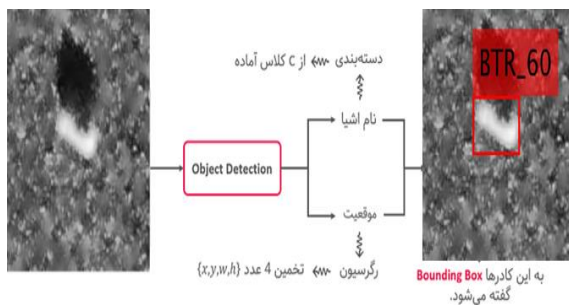 دسته‌بندی ⇜ از C کلاس آماده
نام اشیا
Object Detection
موقعیت
رگرسیون ⇜ تخمین 4 عدد {x,y,w,h}
BTR_60
به این کادرها Bounding Box
گفته می‌شود.